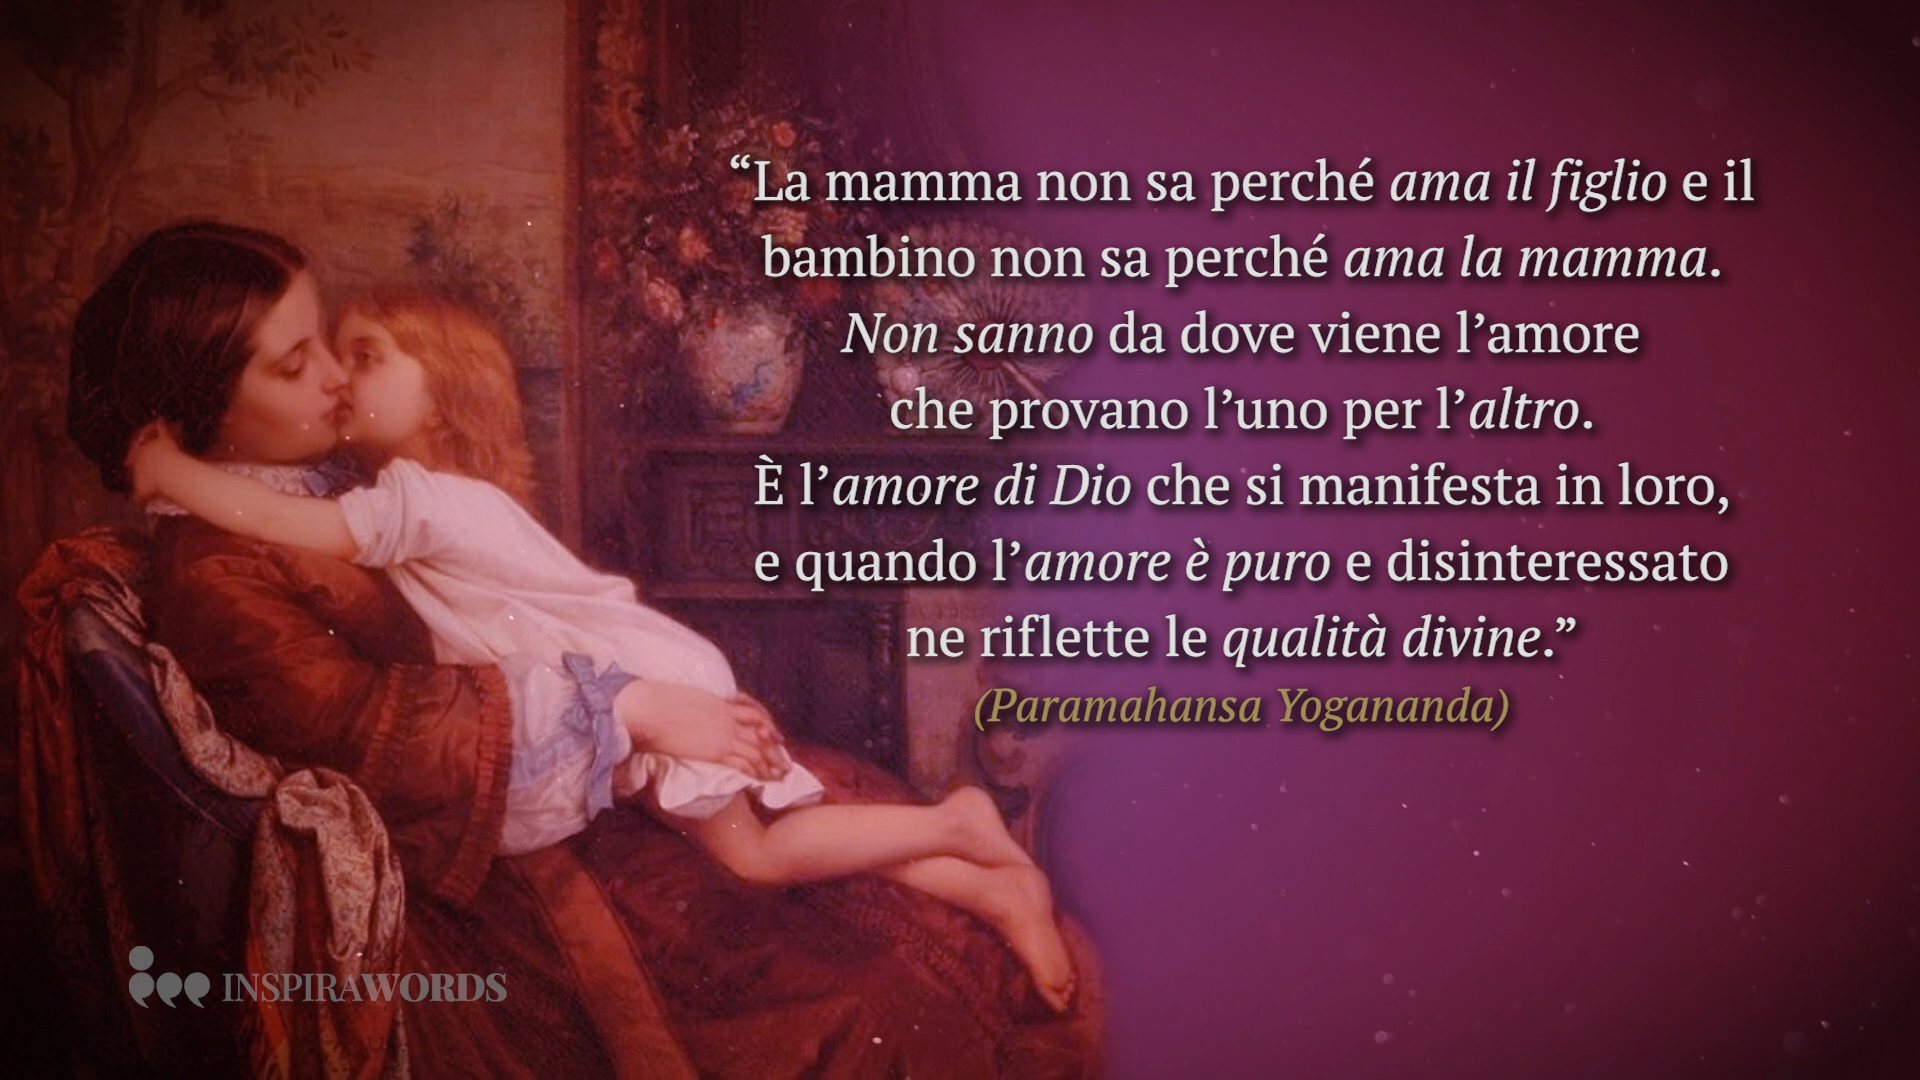 “La mamma non sa perché ama il figlio e il
bambino non sa perché ama la mamma.
Non sanno da dove viene l’amore
che provano l’uno per l’altro.
È l’amore di Dio che si manifesta in loro,
e quando l’amore è puro e disinteressato
ne riflette le qualità divine.”
(Paramahansa Yogananda)
INSPIRAWORDS